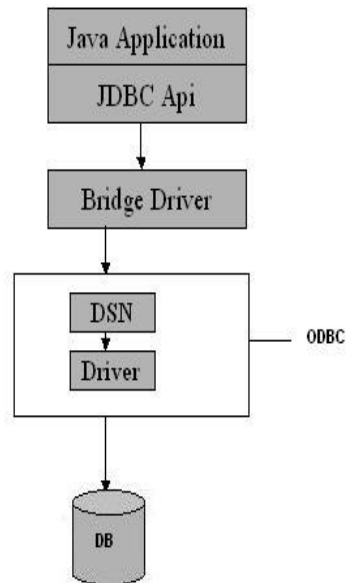 Java Application
JDBC Api
Bridge Driver
DSN
Driver
ODBC
DB